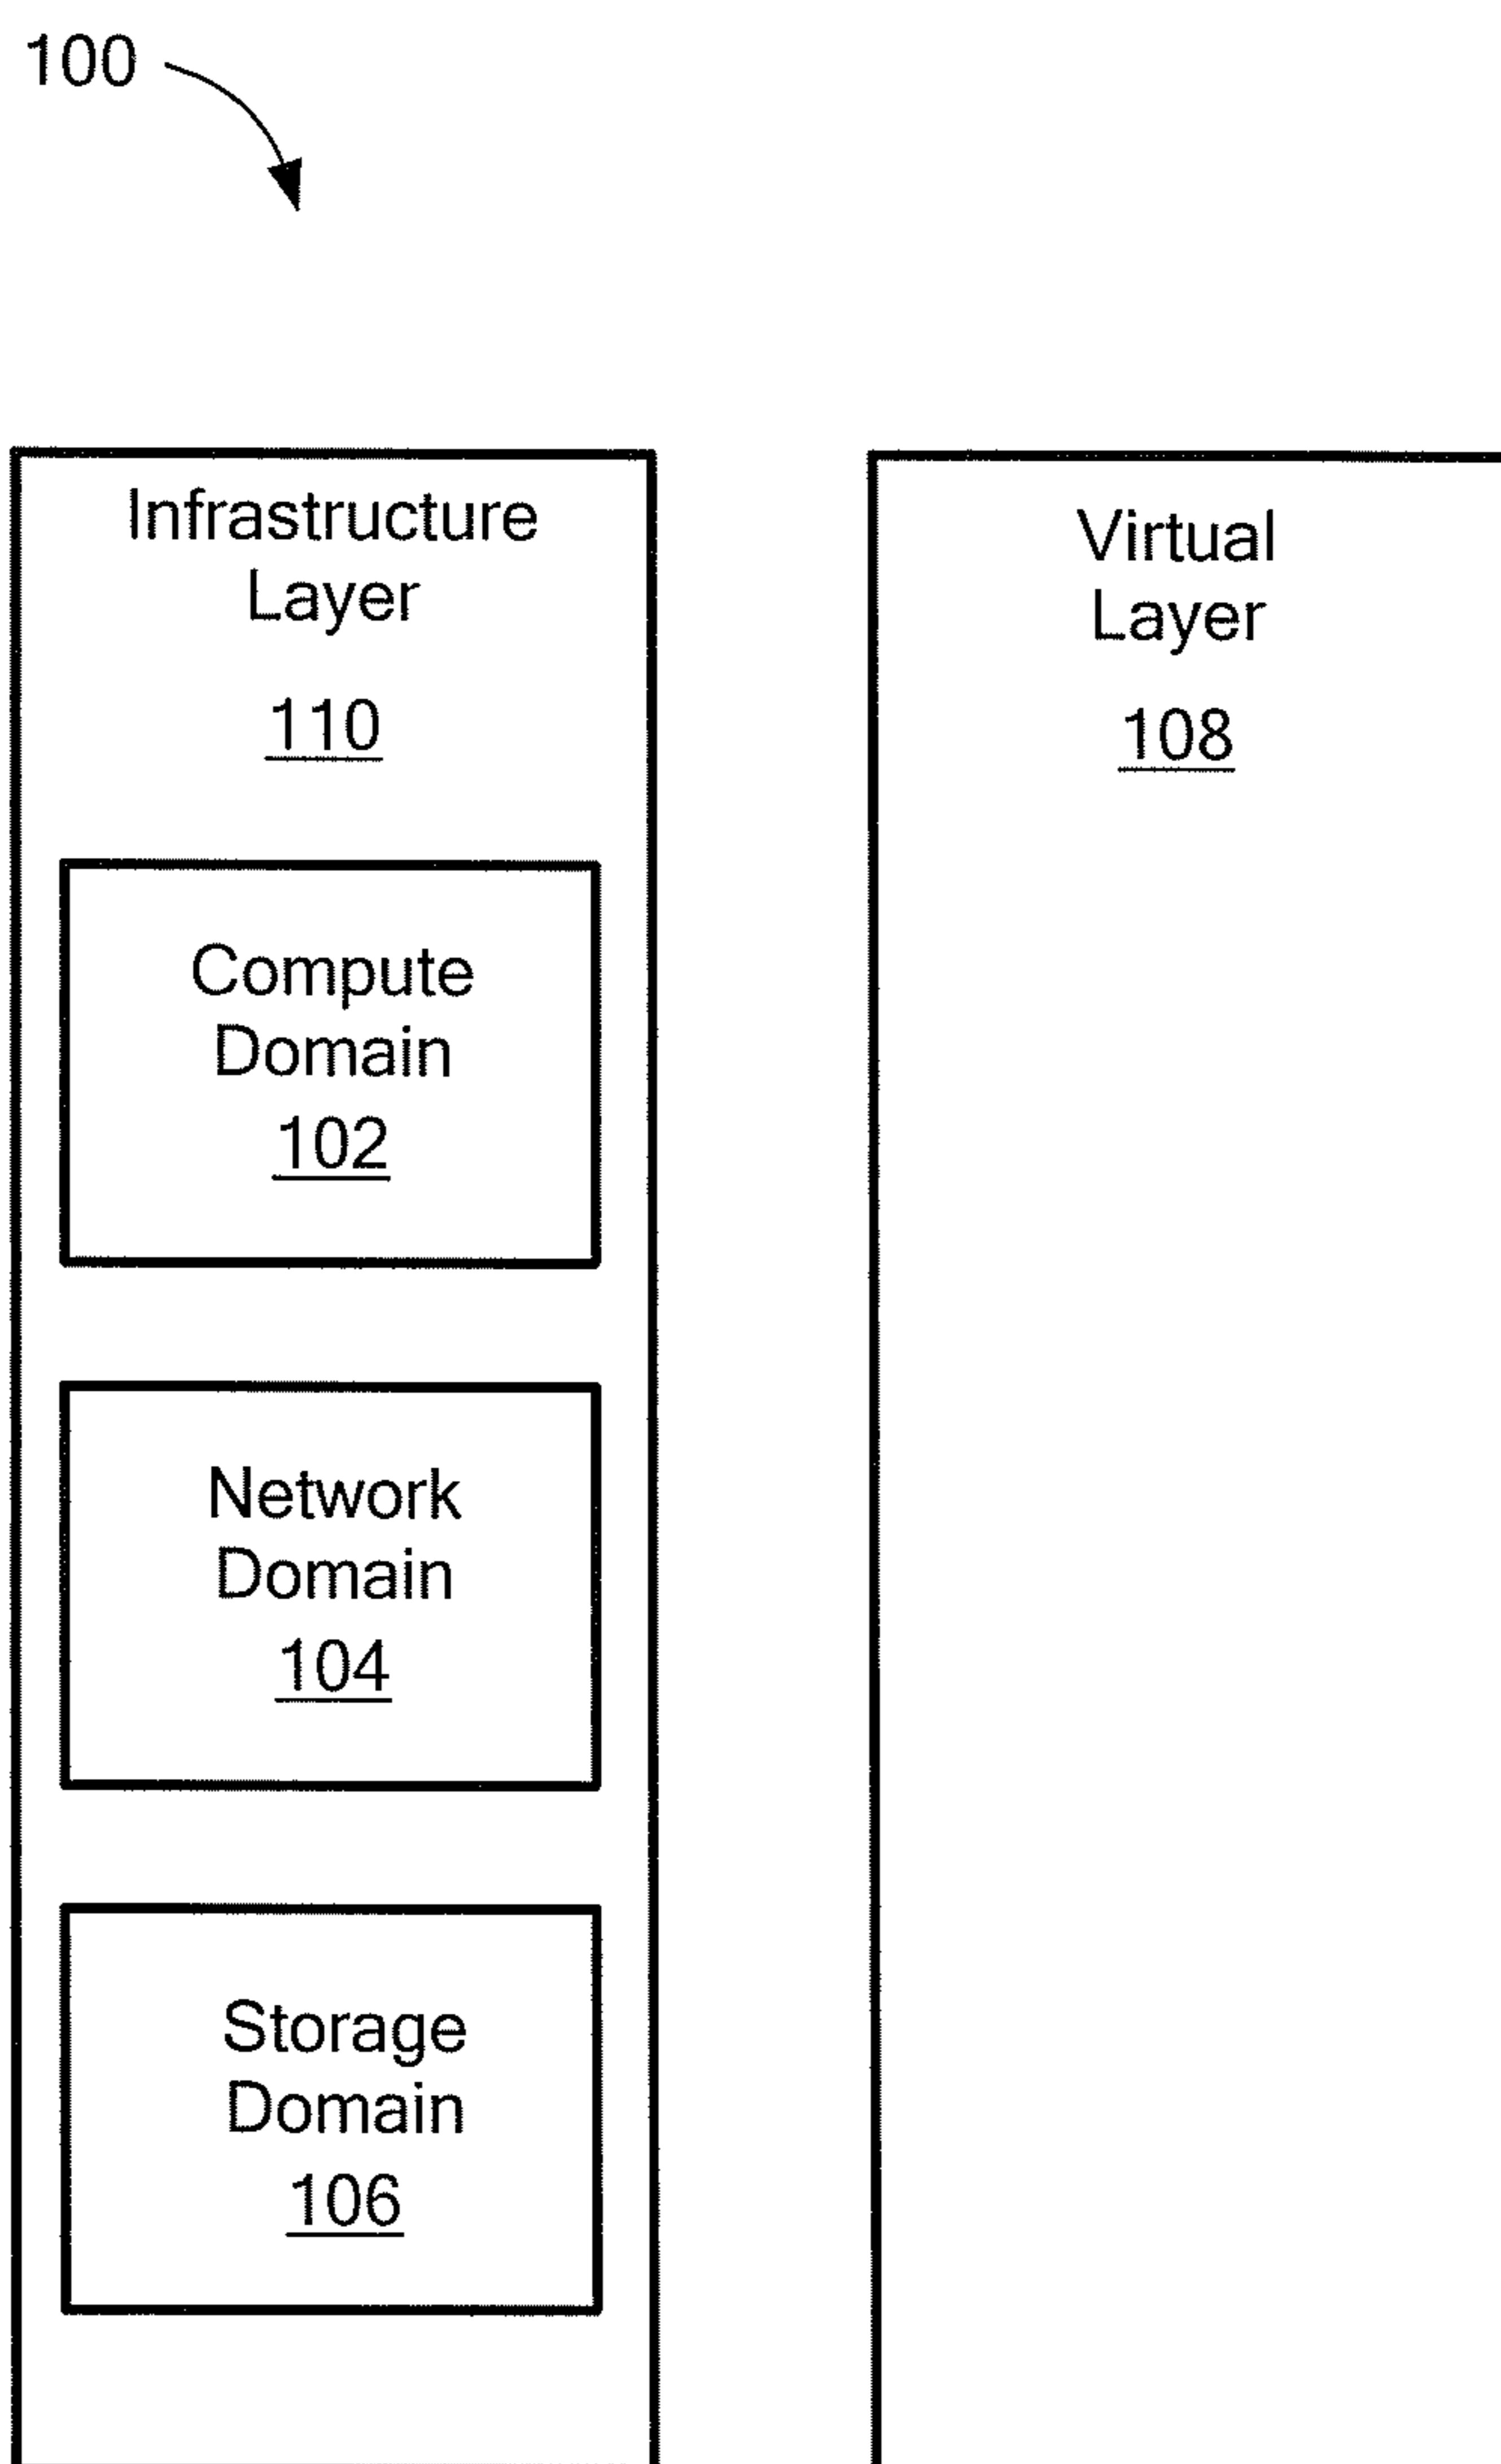 100
Infrastructure
Layer
110
Compute
Domain
102
Network
Domain
104
Storage
Domain
106
Virtual
Layer
108